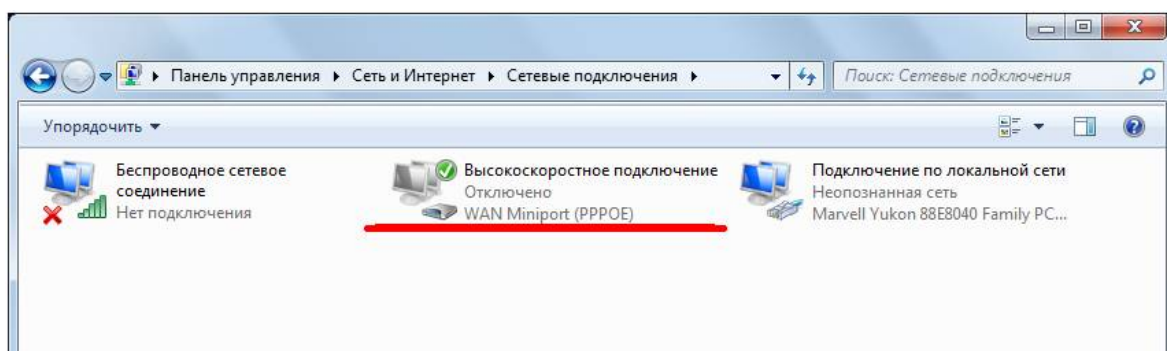 Панель управления ▸ Сеть и Интернет ▸ Сетевые подключения ▸
Поиск: Сетевые подключения
Упорядочить
Беспроводное сетевое
соединение
Нет подключения
Высокоскоростное подключение
Отключено
WAN Miniport (PPPOE)
Подключение по локальной сети
Неопознанная сеть
Marvell Yukon 88E8040 Family PC...